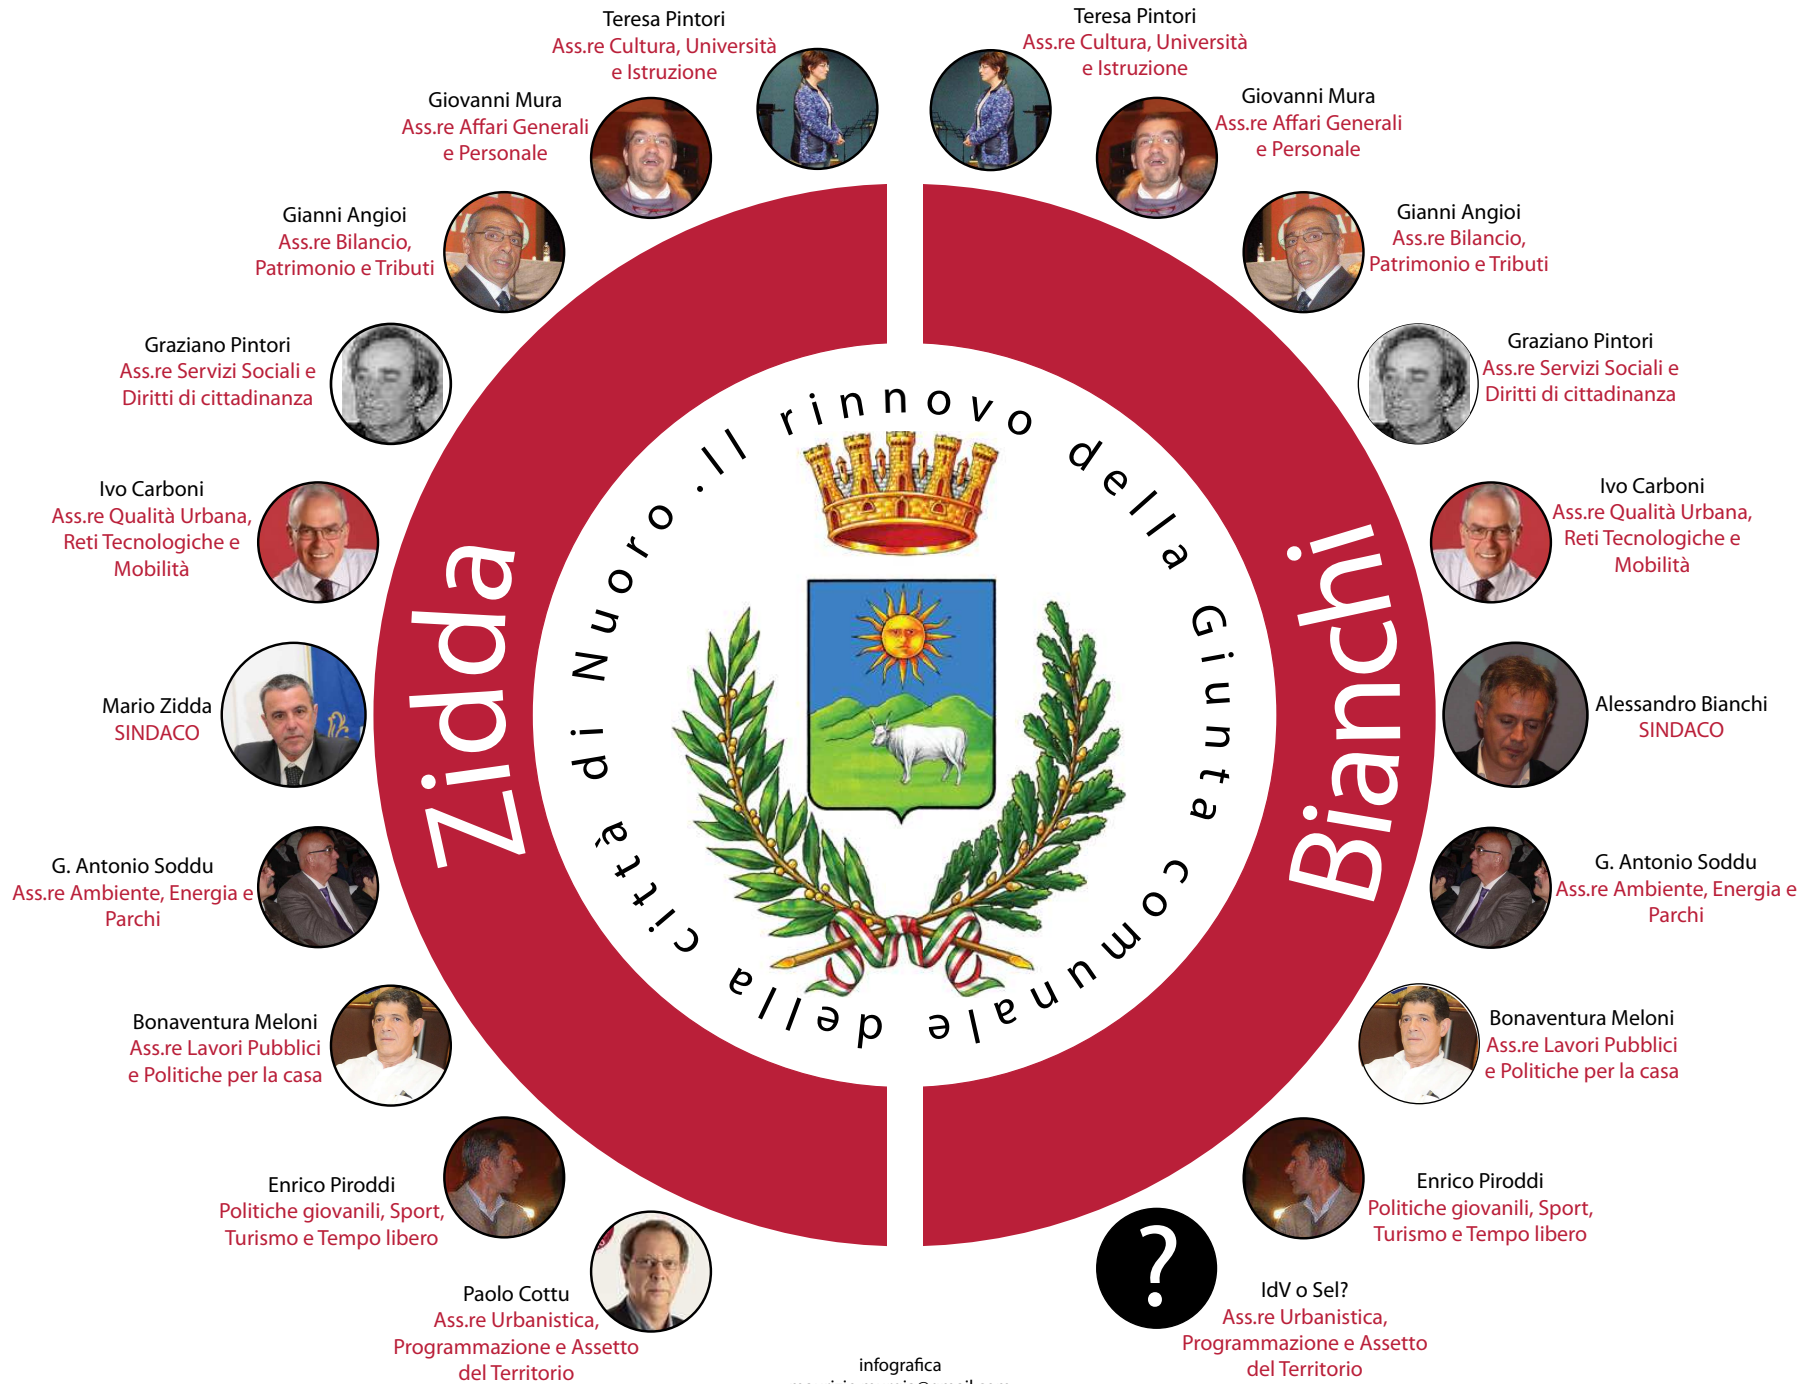 Teresa Pintori
Ass.re Cultura, Università
e Istruzione
Giovanni Mura
Ass.re Affari Generali
e Personale
Gianni Angioi
Ass.re Bilancio,
Patrimonio e Tributi
Graziano Pintori
Ass.re Servizi Sociali e
Diritti di cittadinanza
Ivo Carboni
Ass.re Qualità Urbana,
Reti Tecnologiche e
Mobilità
Mario Zidda
SINDACO
G. Antonio Soddu
Ass.re Ambiente, Energia e
Parchi
Bonaventura Meloni
Ass.re Lavori Pubblici
e Politiche per la casa
Enrico Piroddi
Politiche giovanili, Sport,
Turismo e Tempo libero
Paolo Cottu
Ass.re Urbanistica,
Programmazione e Assetto
del Territorio
Zidda
Il rinnovo della Giunta comunale della città di Nuoro.
Bianchi
Teresa Pintori
Ass.re Cultura, Università
e Istruzione
Giovanni Mura
Ass.re Affari Generali
e Personale
Gianni Angioi
Ass.re Bilancio,
Patrimonio e Tributi
Graziano Pintori
Ass.re Servizi Sociali e
Diritti di cittadinanza
Ivo Carboni
Ass.re Qualità Urbana,
Reti Tecnologiche e
Mobilità
Alessandro Bianchi
SINDACO
G. Antonio Soddu
Ass.re Ambiente, Energia e
Parchi
Bonaventura Meloni
Ass.re Lavori Pubblici
e Politiche per la casa
Enrico Piroddi
Politiche giovanili, Sport,
Turismo e Tempo libero
?
IdV o Sel?
Ass.re Urbanistica,
Programmazione e Assetto
del Territorio
infografica